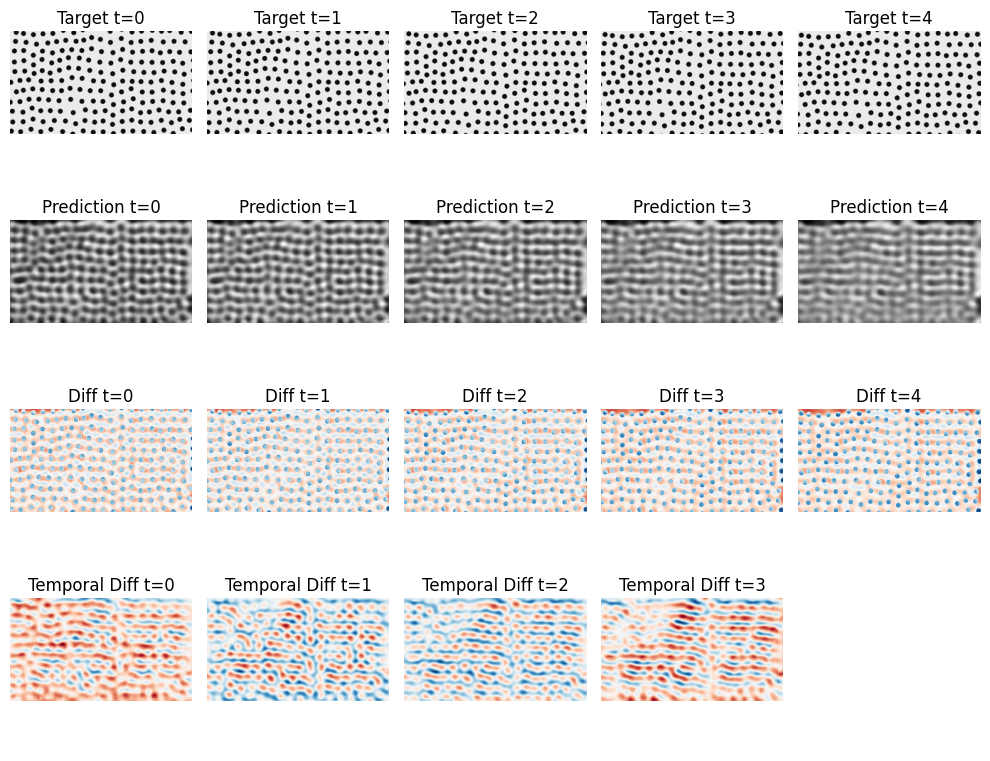 Target t=0 Target t=1 Target t=2 Target t=3 Target t=4
Prediction t=0 Prediction t=1 Prediction t=2 Prediction t=3 Prediction t=4
Diff t=0 Diff t=1 Diff t=2 Diff t=3 Diff t=4
Temporal Diff t=0 Temporal Diff t=1 Temporal Diff t=2 Temporal Diff t=3